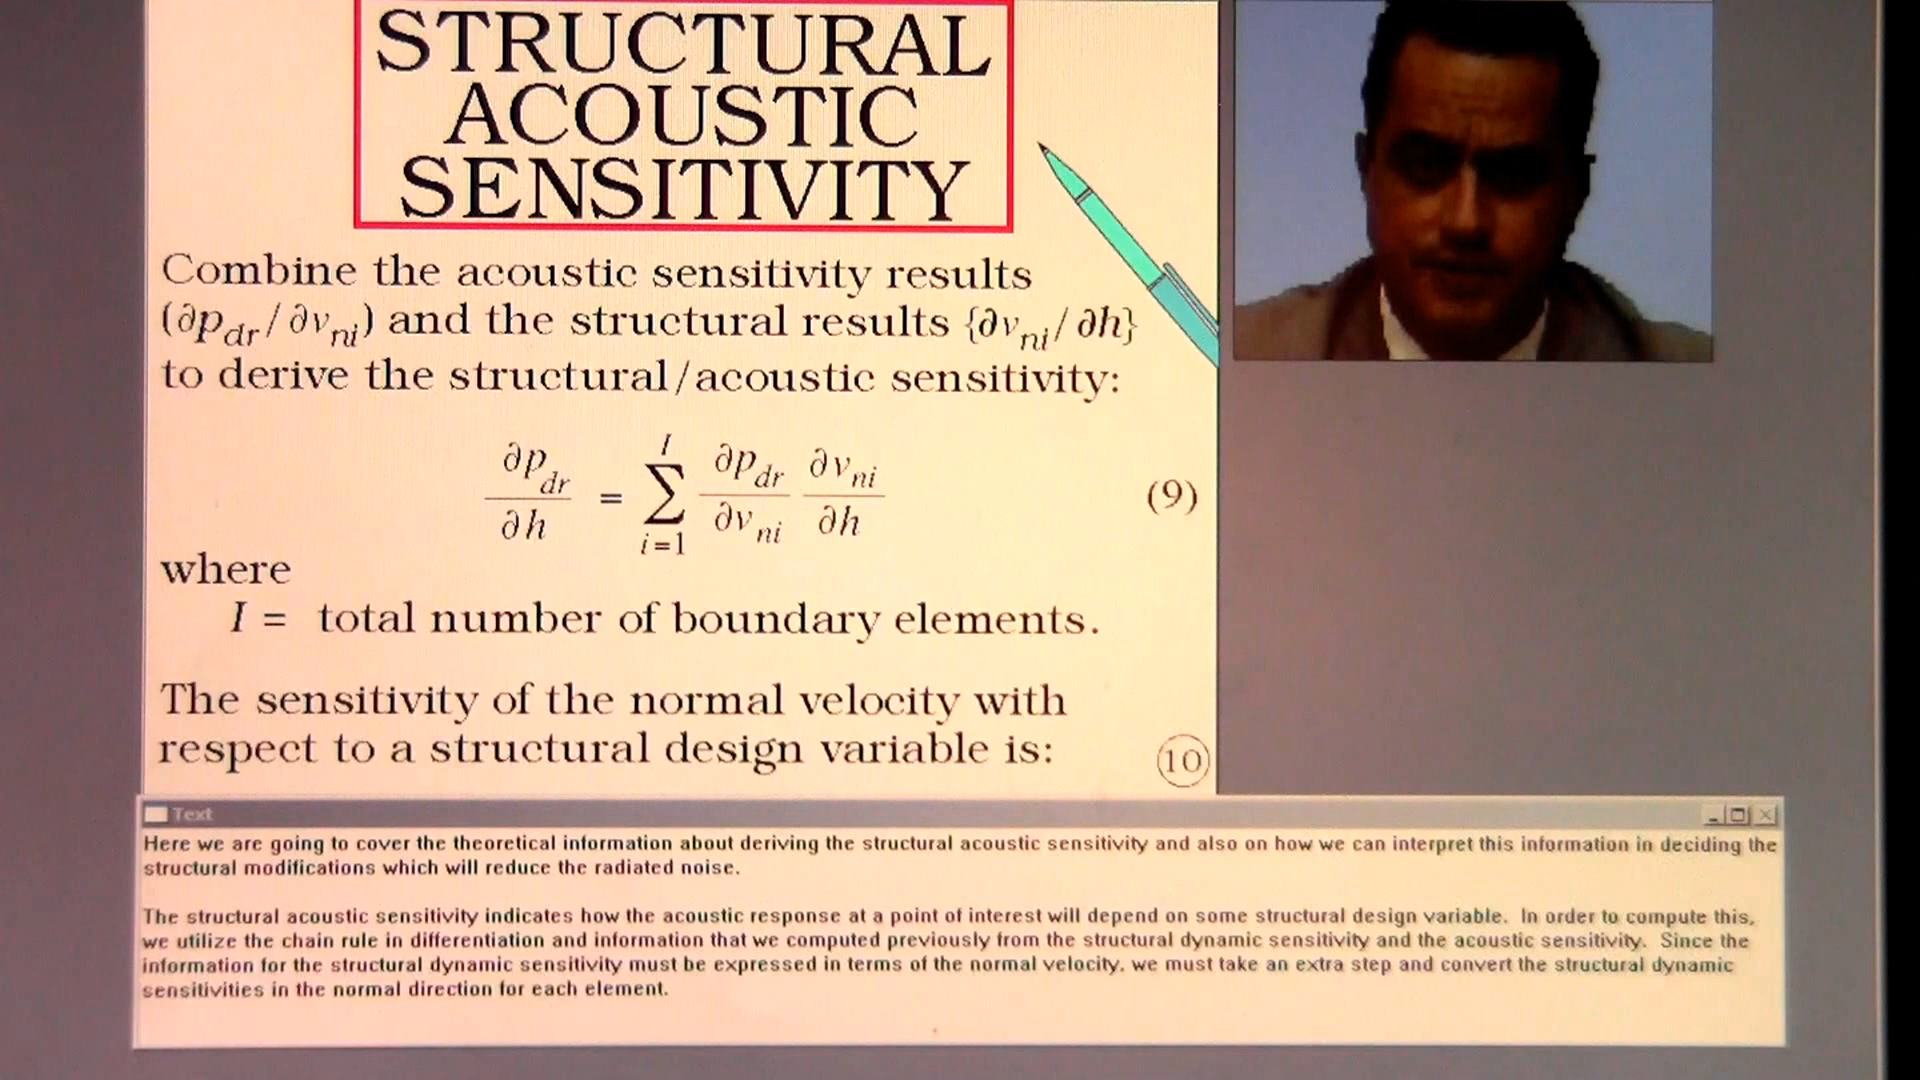 STRUCTURAL
ACOUSTIC
SENSITIVITY
Combine the acoustic sensitivity results
(∂p_dr/∂v_ni) and the structural results {∂v_ni/∂h}
to derive the structural/acoustic sensitivity:
∂p_dr/∂h = ∑_{i=1}^{I} ∂p_dr/∂v_ni ∂v_ni/∂h (9)
where
I = total number of boundary elements.
The sensitivity of the normal velocity with
respect to a structural design variable is:
10
Text
Here we are going to cover the theoretical information about deriving the structural acoustic sensitivity and also on how we can interpret this information in deciding the
structural modifications which will reduce the radiated noise.
The structural acoustic sensitivity indicates how the acoustic response at a point of interest will depend on some structural design variable. In order to compute this,
we utilize the chain rule in differentiation and information that we computed previously from the structural dynamic sensitivity and the acoustic sensitivity. Since the
information for the structural dynamic sensitivity must be expressed in terms of the normal velocity, we must take an extra step and convert the structural dynamic
sensitivities in the normal direction for each element.